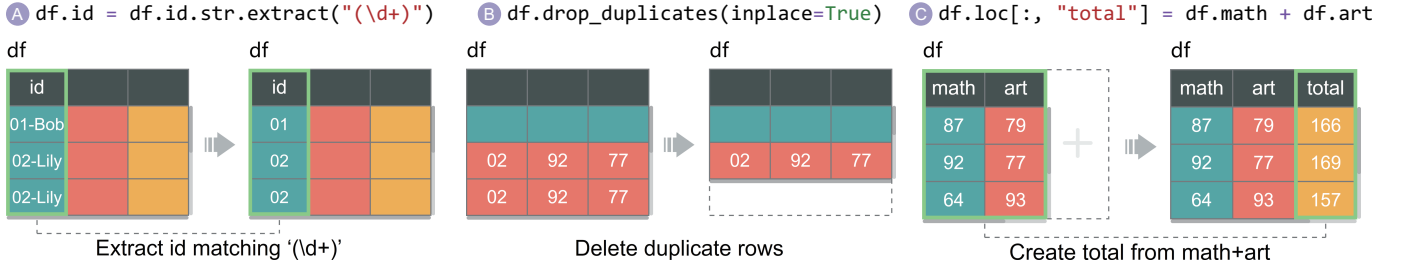 A df.id = df.id.str.extract("(\d+)")
df
df
id
01-Bob
02-Lily
02-Lily
id
01
02
02
Extract id matching ‘(\d+)’
B df.drop_duplicates(inplace=True)
df
df
02 92 77
02 92 77
02 92 77
Delete duplicate rows
C df.loc[:, "total"] = df.math + df.art
df
df
math art
87 79
92 77
64 93
+
math art total
87 79 166
92 77 169
64 93 157
Create total from math+art